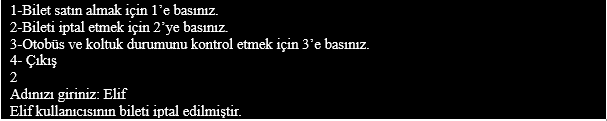 1-Bilet satın almak için 1’e basınız.
2-Bileti iptal etmek için 2’ye basınız.
3-Otobüs ve koltuk durumunu kontrol etmek için 3’e basınız.
4- Çıkış
2
Adınızı giriniz: Elif
Elif kullanıcısının bileti iptal edilmiştir.